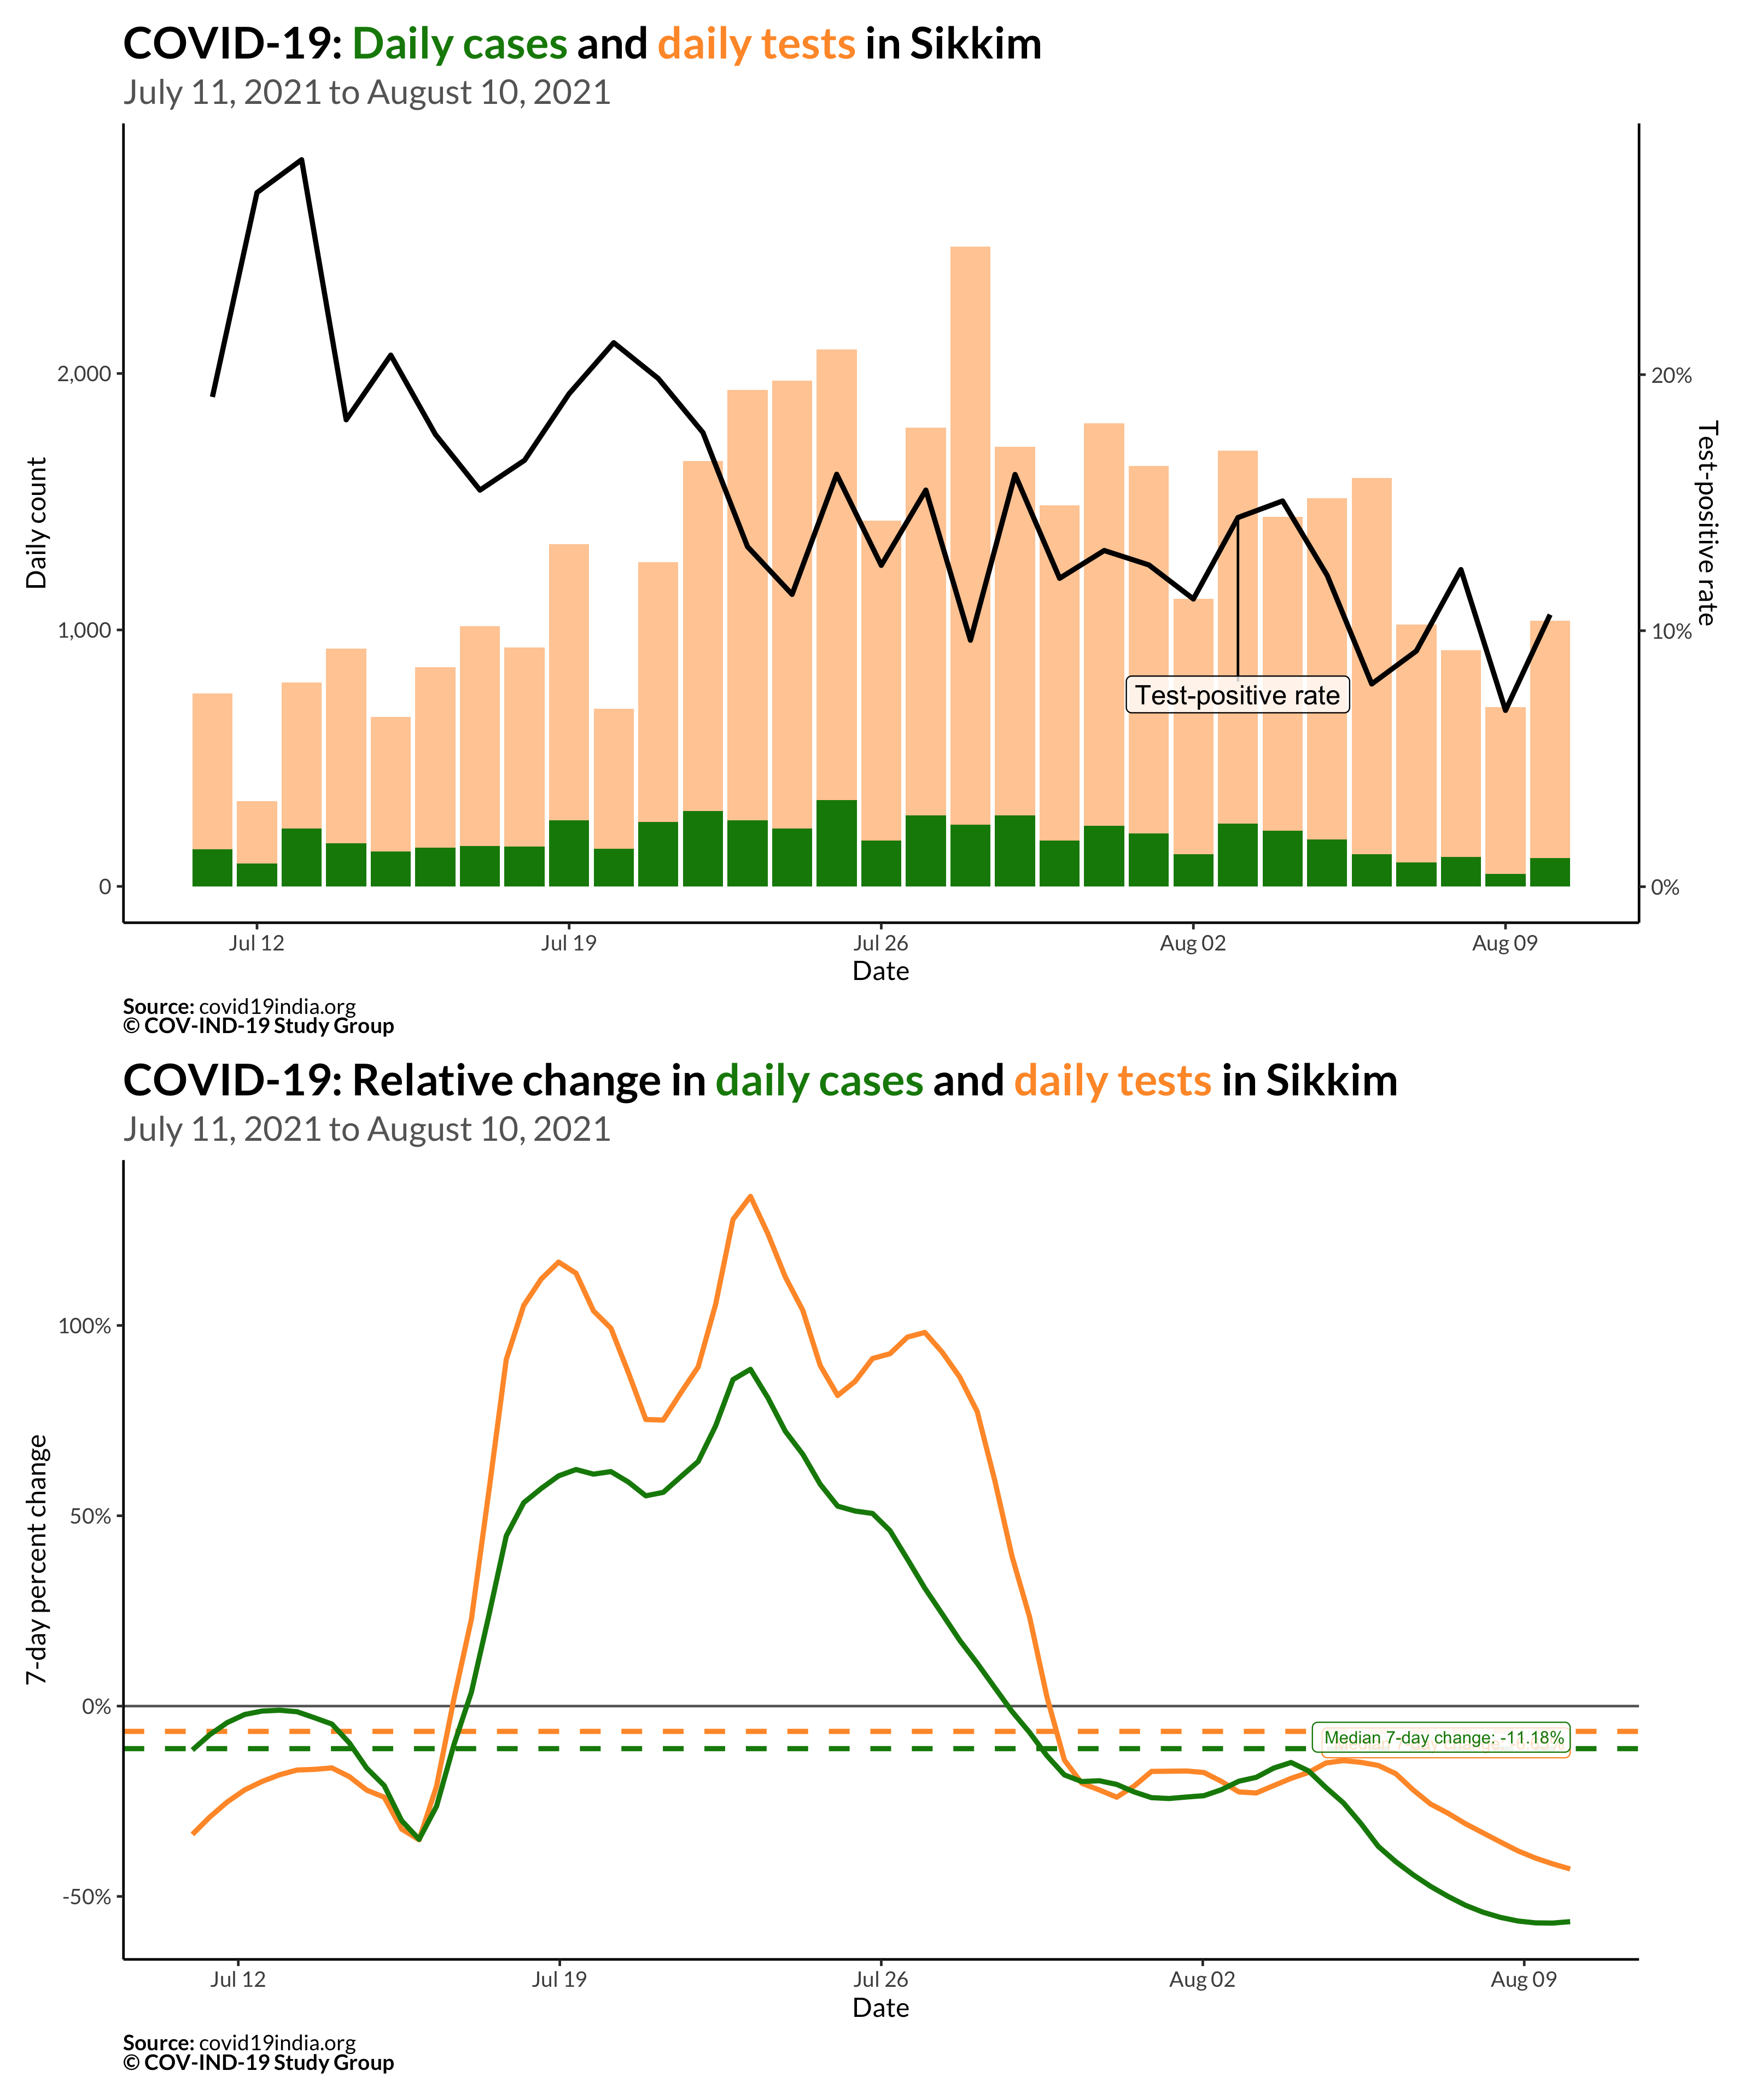 COVID-19: Daily cases and daily tests in Sikkim
July 11, 2021 to August 10, 2021
Daily count
2,000
1,000
0
20%
10%
0%
Test-positive rate
Test-positive rate
Jul 12
Jul 19
Jul 26
Aug 02
Aug 09
Date
Source: covid19india.org
© COV-IND-19 Study Group
COVID-19: Relative change in daily cases and daily tests in Sikkim
July 11, 2021 to August 10, 2021
7-day percent change
100%
50%
0%
-50%
Median 7-day change: -11.18%
Jul 12
Jul 19
Jul 26
Aug 02
Aug 09
Date
Source: covid19india.org
© COV-IND-19 Study Group